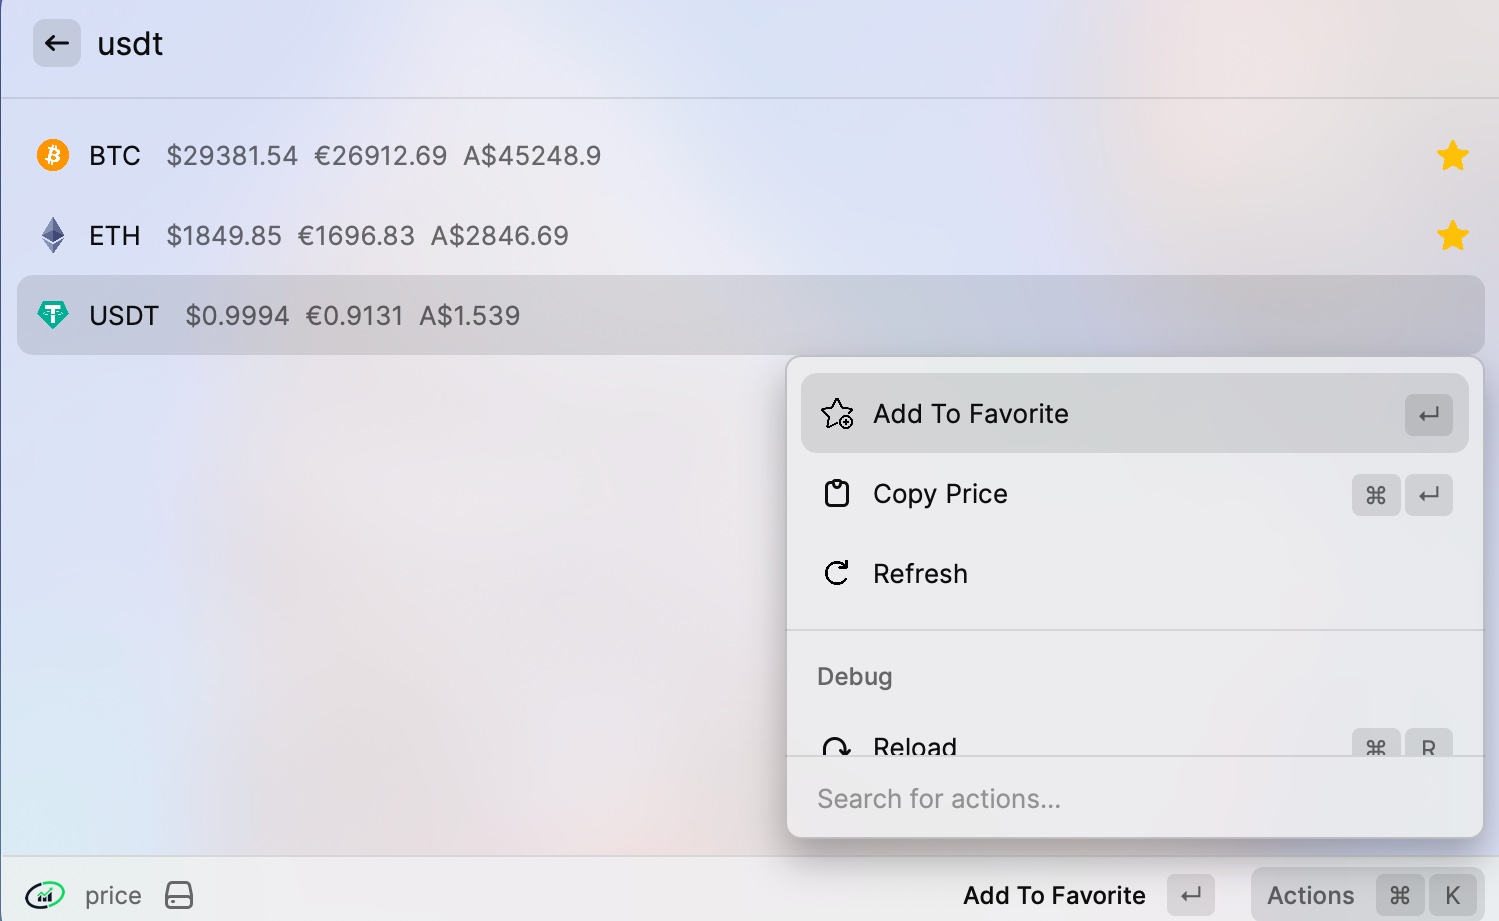 usdt
BTC $29381.54 €26912.69 A$45248.9
ETH $1849.85 €1696.83 A$2846.69
USDT $0.9994 €0.9131 A$1.539
Add To Favorite ↵
Copy Price ⌘ ↵
Refresh
Debug
Reload ⌘ R
Search for actions...
price Add To Favorite ↵ Actions ⌘ K